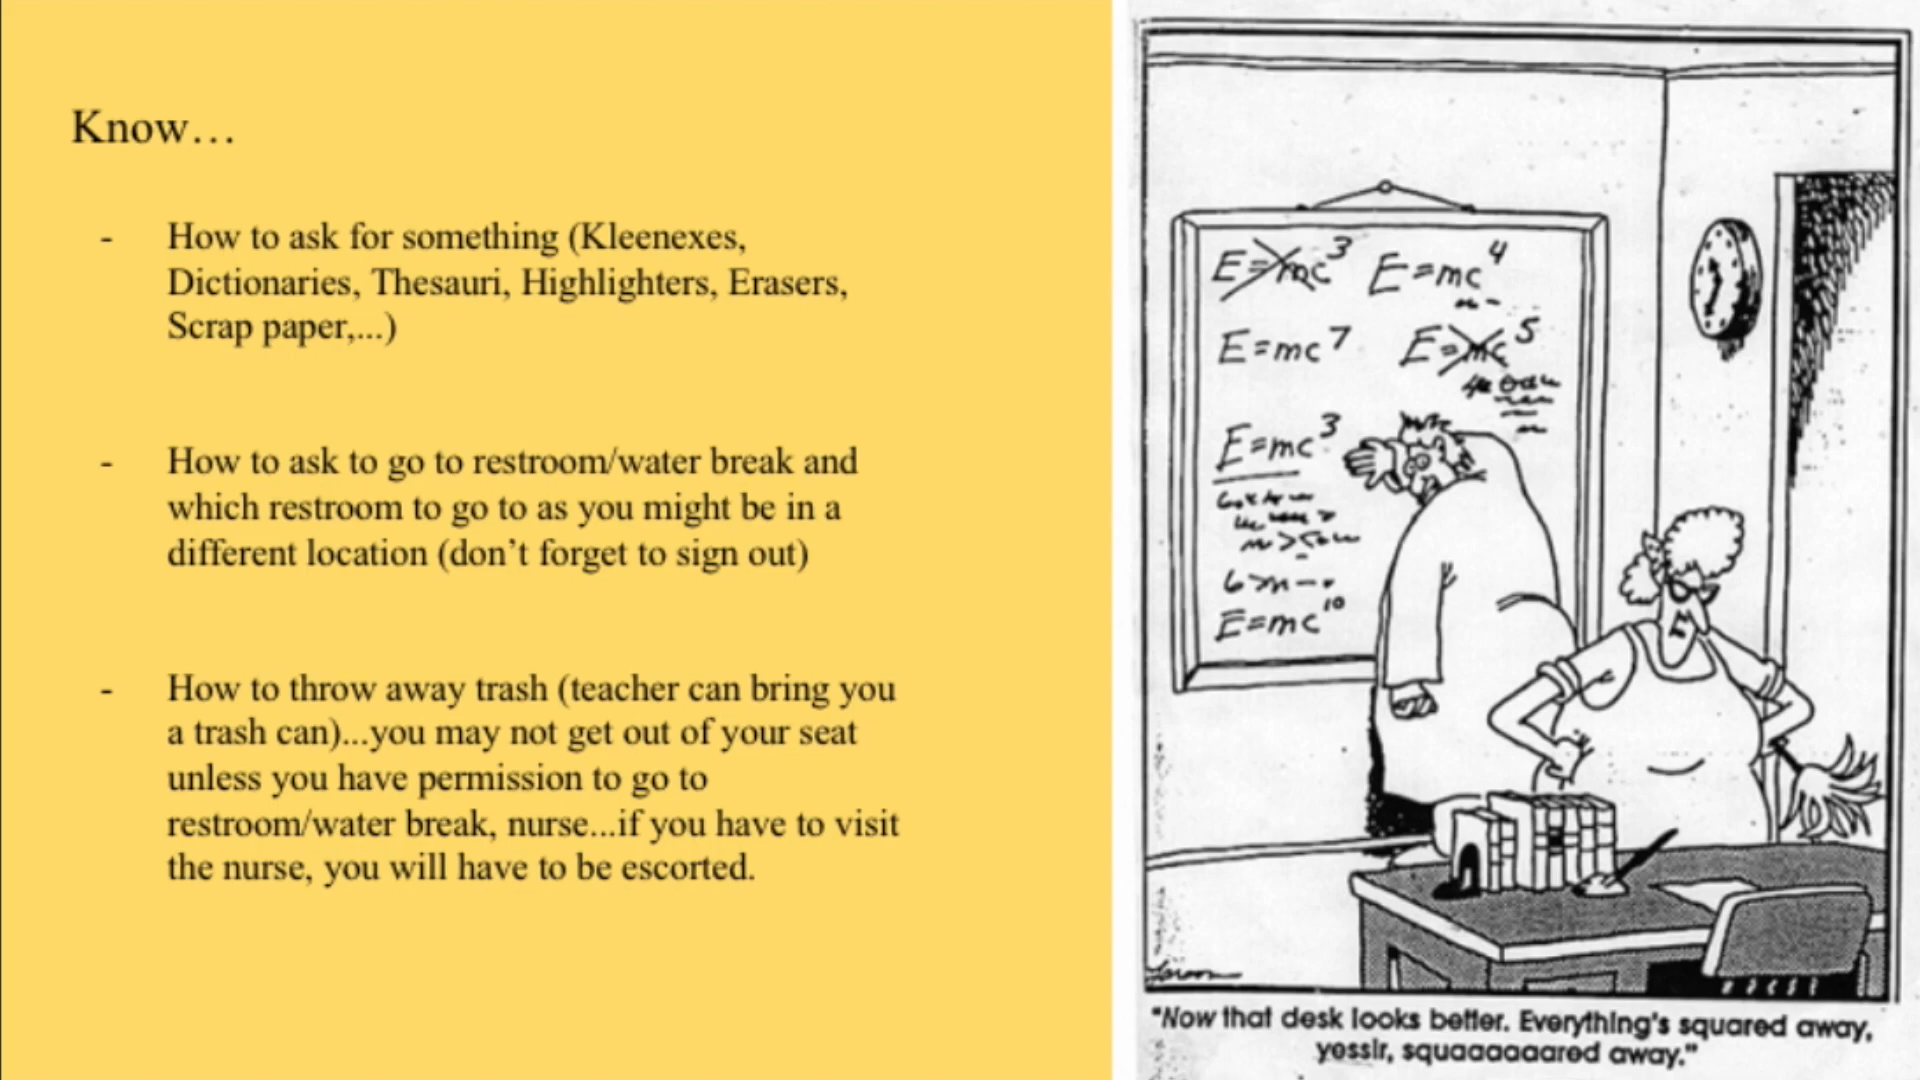 Know…
- How to ask for something (Kleenexes,
Dictionaries, Thesauri, Highlighters, Erasers,
Scrap paper,...)
- How to ask to go to restroom/water break and
which restroom to go to as you might be in a
different location (don’t forget to sign out)
- How to throw away trash (teacher can bring you
a trash can)...you may not get out of your seat
unless you have permission to go to
restroom/water break, nurse...if you have to visit
the nurse, you will have to be escorted.
E=mc³ E=mc⁴
E=mc⁷ E=mc⁵
E=mc³
E=mc¹⁰
Larson
"Now that desk looks better. Everything's squared away,
yessir, squaaaaaared away."